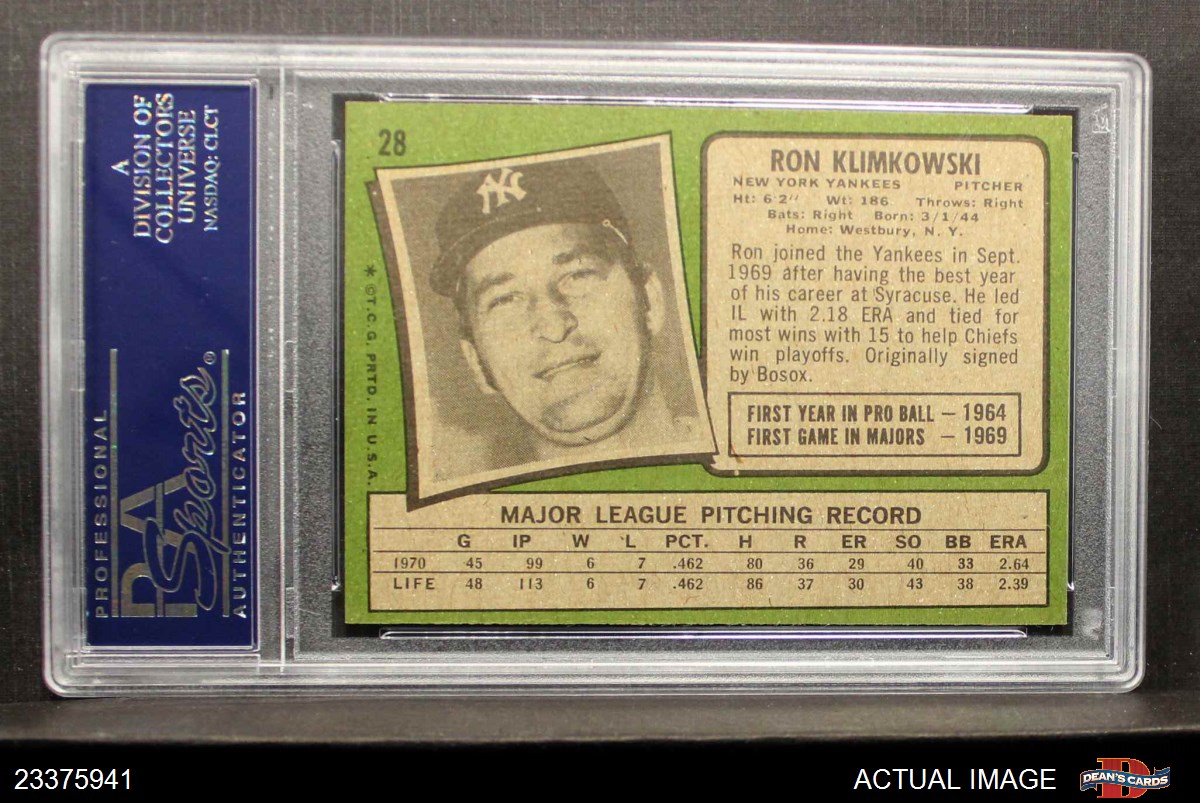 A
DIVISION OF
COLLECTORS
UNIVERSE
NASDAQ: CLCT
PROFESSIONAL
PSA
Sports®
AUTHENTICATOR
28
NY
* © T.C.G. PRTD. IN U.S.A.
RON KLIMKOWSKI
NEW YORK YANKEES PITCHER
Ht: 6'2" Wt: 186 Throws: Right
Bats: Right Born: 3/1/44
Home: Westbury, N. Y.
Ron joined the Yankees in Sept.
1969 after having the best year
of his career at Syracuse. He led
IL with 2.18 ERA and tied for
most wins with 15 to help Chiefs
win playoffs. Originally signed
by Bosox.
FIRST YEAR IN PRO BALL — 1964
FIRST GAME IN MAJORS — 1969
MAJOR LEAGUE PITCHING RECORD
G IP W L PCT. H R ER SO BB ERA
1970 45 99 6 7 .462 80 36 29 40 33 2.64
LIFE 48 113 6 7 .462 86 37 30 43 38 2.39
23375941
ACTUAL IMAGE
D
DEAN'S CARDS